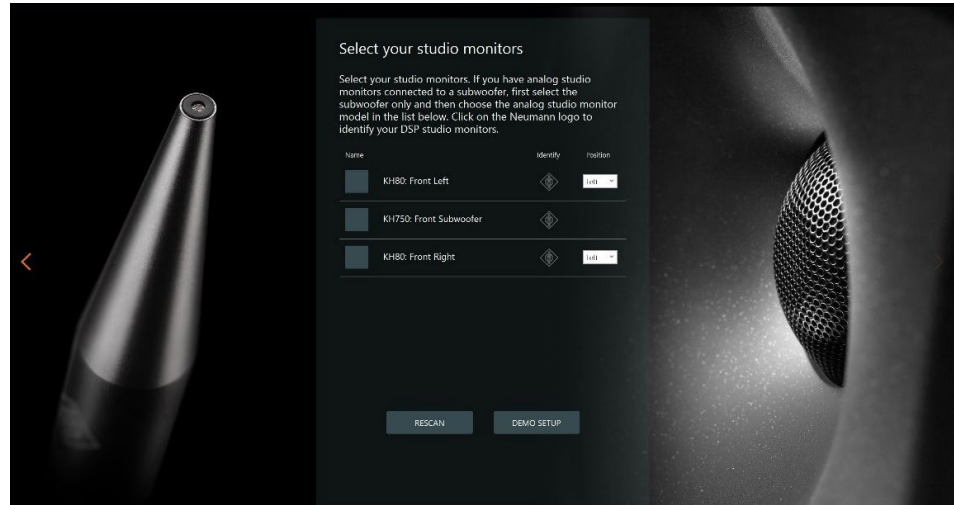 Select your studio monitors
Select your studio monitors. If you have analog studio
monitors connected to a subwoofer, first select the
subwoofer only and then choose the analog studio monitor
model in the list below. Click on the Neumann logo to
identify your DSP studio monitors.
Name Identify Position
KH80: Front Left Left
KH750: Front Subwoofer
KH80: Front Right Left
RESCAN DEMO SETUP